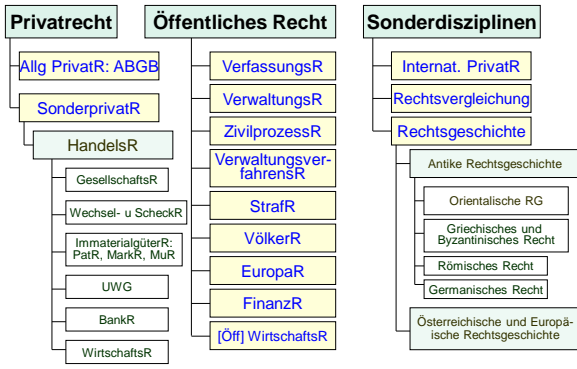 Privatrecht
Allg PrivatR: ABGB
SonderprivatR
HandelsR
GesellschaftsR
Wechsel- u ScheckR
ImmaterialgüterR:
PatR, MarkR, MuR
UWG
BankR
WirtschaftsR
Öffentliches Recht
VerfassungsR
VerwaltungsR
ZivilprozessR
Verwaltungsver-
fahrensR
StrafR
VölkerR
EuropaR
FinanzR
[Öff] WirtschaftsR
Sonderdisziplinen
Internat. PrivatR
Rechtsvergleichung
Rechtsgeschichte
Antike Rechtsgeschichte
Orientalische RG
Griechisches und
Byzantinisches Recht
Römisches Recht
Germanisches Recht
Österreichische und Europä-
ische Rechtsgeschichte